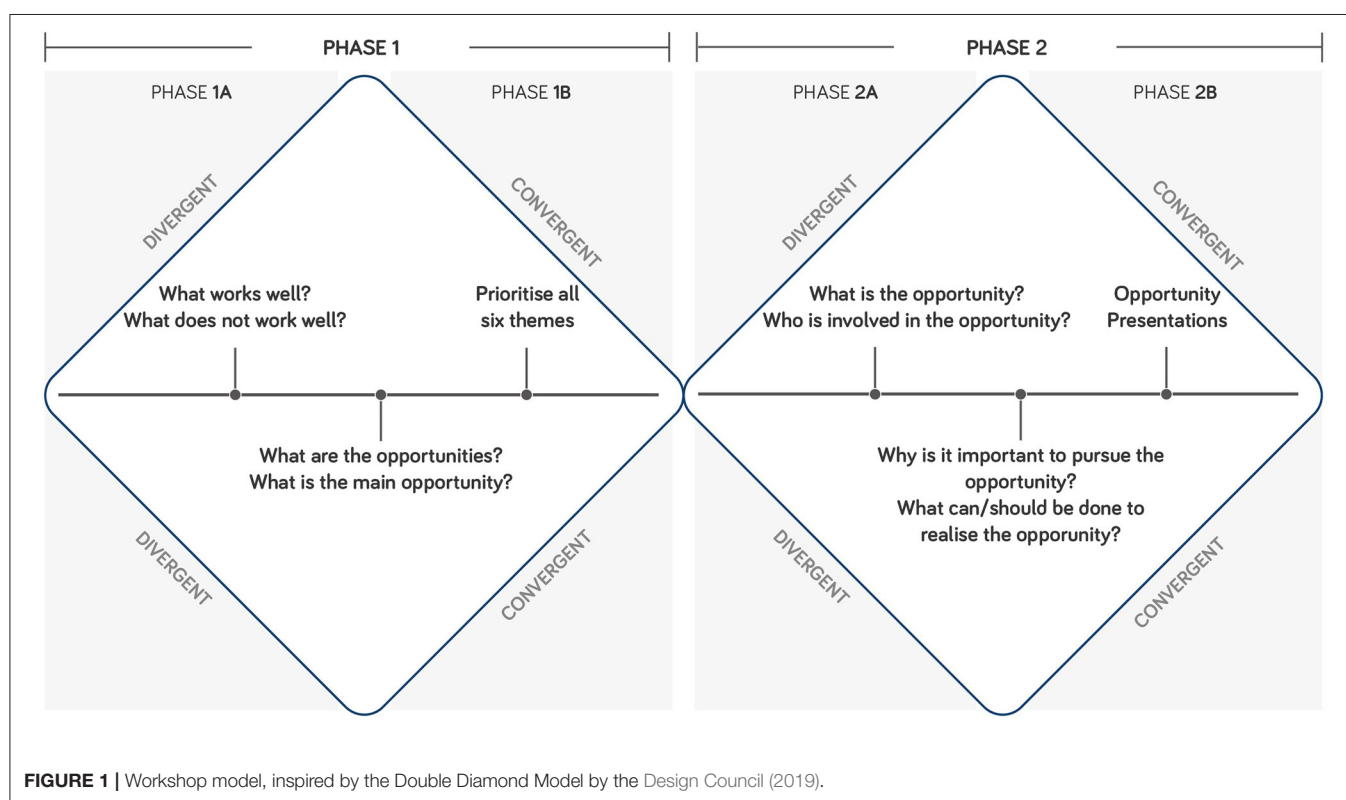 PHASE 1
PHASE 2
PHASE 1A
PHASE 1B
PHASE 2A
PHASE 2B
DIVERGENT
CONVERGENT
DIVERGENT
CONVERGENT
What works well?
What does not work well?
Prioritise all
six themes
What is the opportunity?
Who is involved in the opportunity?
Opportunity
Presentations
What are the opportunities?
What is the main opportunity?
Why is it important to pursue the
opportunity?
What can/should be done to
realise the opporunity?
DIVERGENT
CONVERGENT
DIVERGENT
CONVERGENT
FIGURE 1 | Workshop model, inspired by the Double Diamond Model by the Design Council (2019).